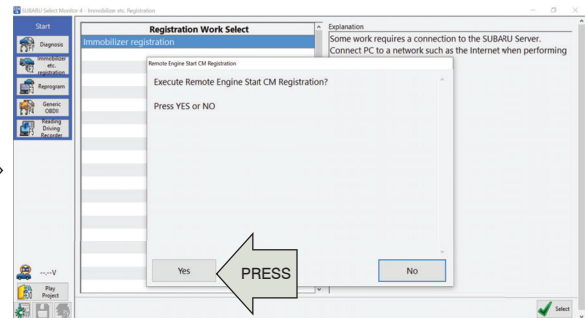 SUBARU Select Monitor 4 - Immobilizer etc. Registration
Start
Diagnosis
Immobilizer
etc.
registration
Reprogram
Generic
OBDII
Reading
Driving
Recorder
--.--V
Play
Project
Registration Work Select
Immobilizer registration
Explanation
Some work requires a connection to the SUBARU Server.
Connect PC to a network such as the Internet when performing
Remote Engine Start CM Registration
Execute Remote Engine Start CM Registration?
Press YES or NO
Yes
PRESS
No
Select